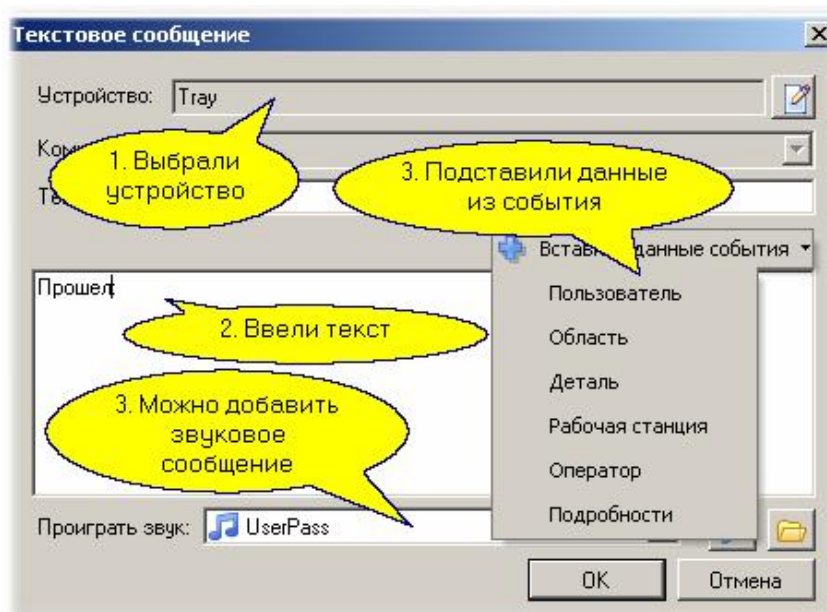 Текстовое сообщение
Устройство: Tray
1. Выбрали
устройство
3. Подставили данные
из события
данные события
Прошел
Пользователь
2. Ввели текст
Область
Деталь
3. Можно добавить
звуковое
сообщение
Рабочая станция
Оператор
Подробности
Проиграть звук: UserPass
OK Отмена